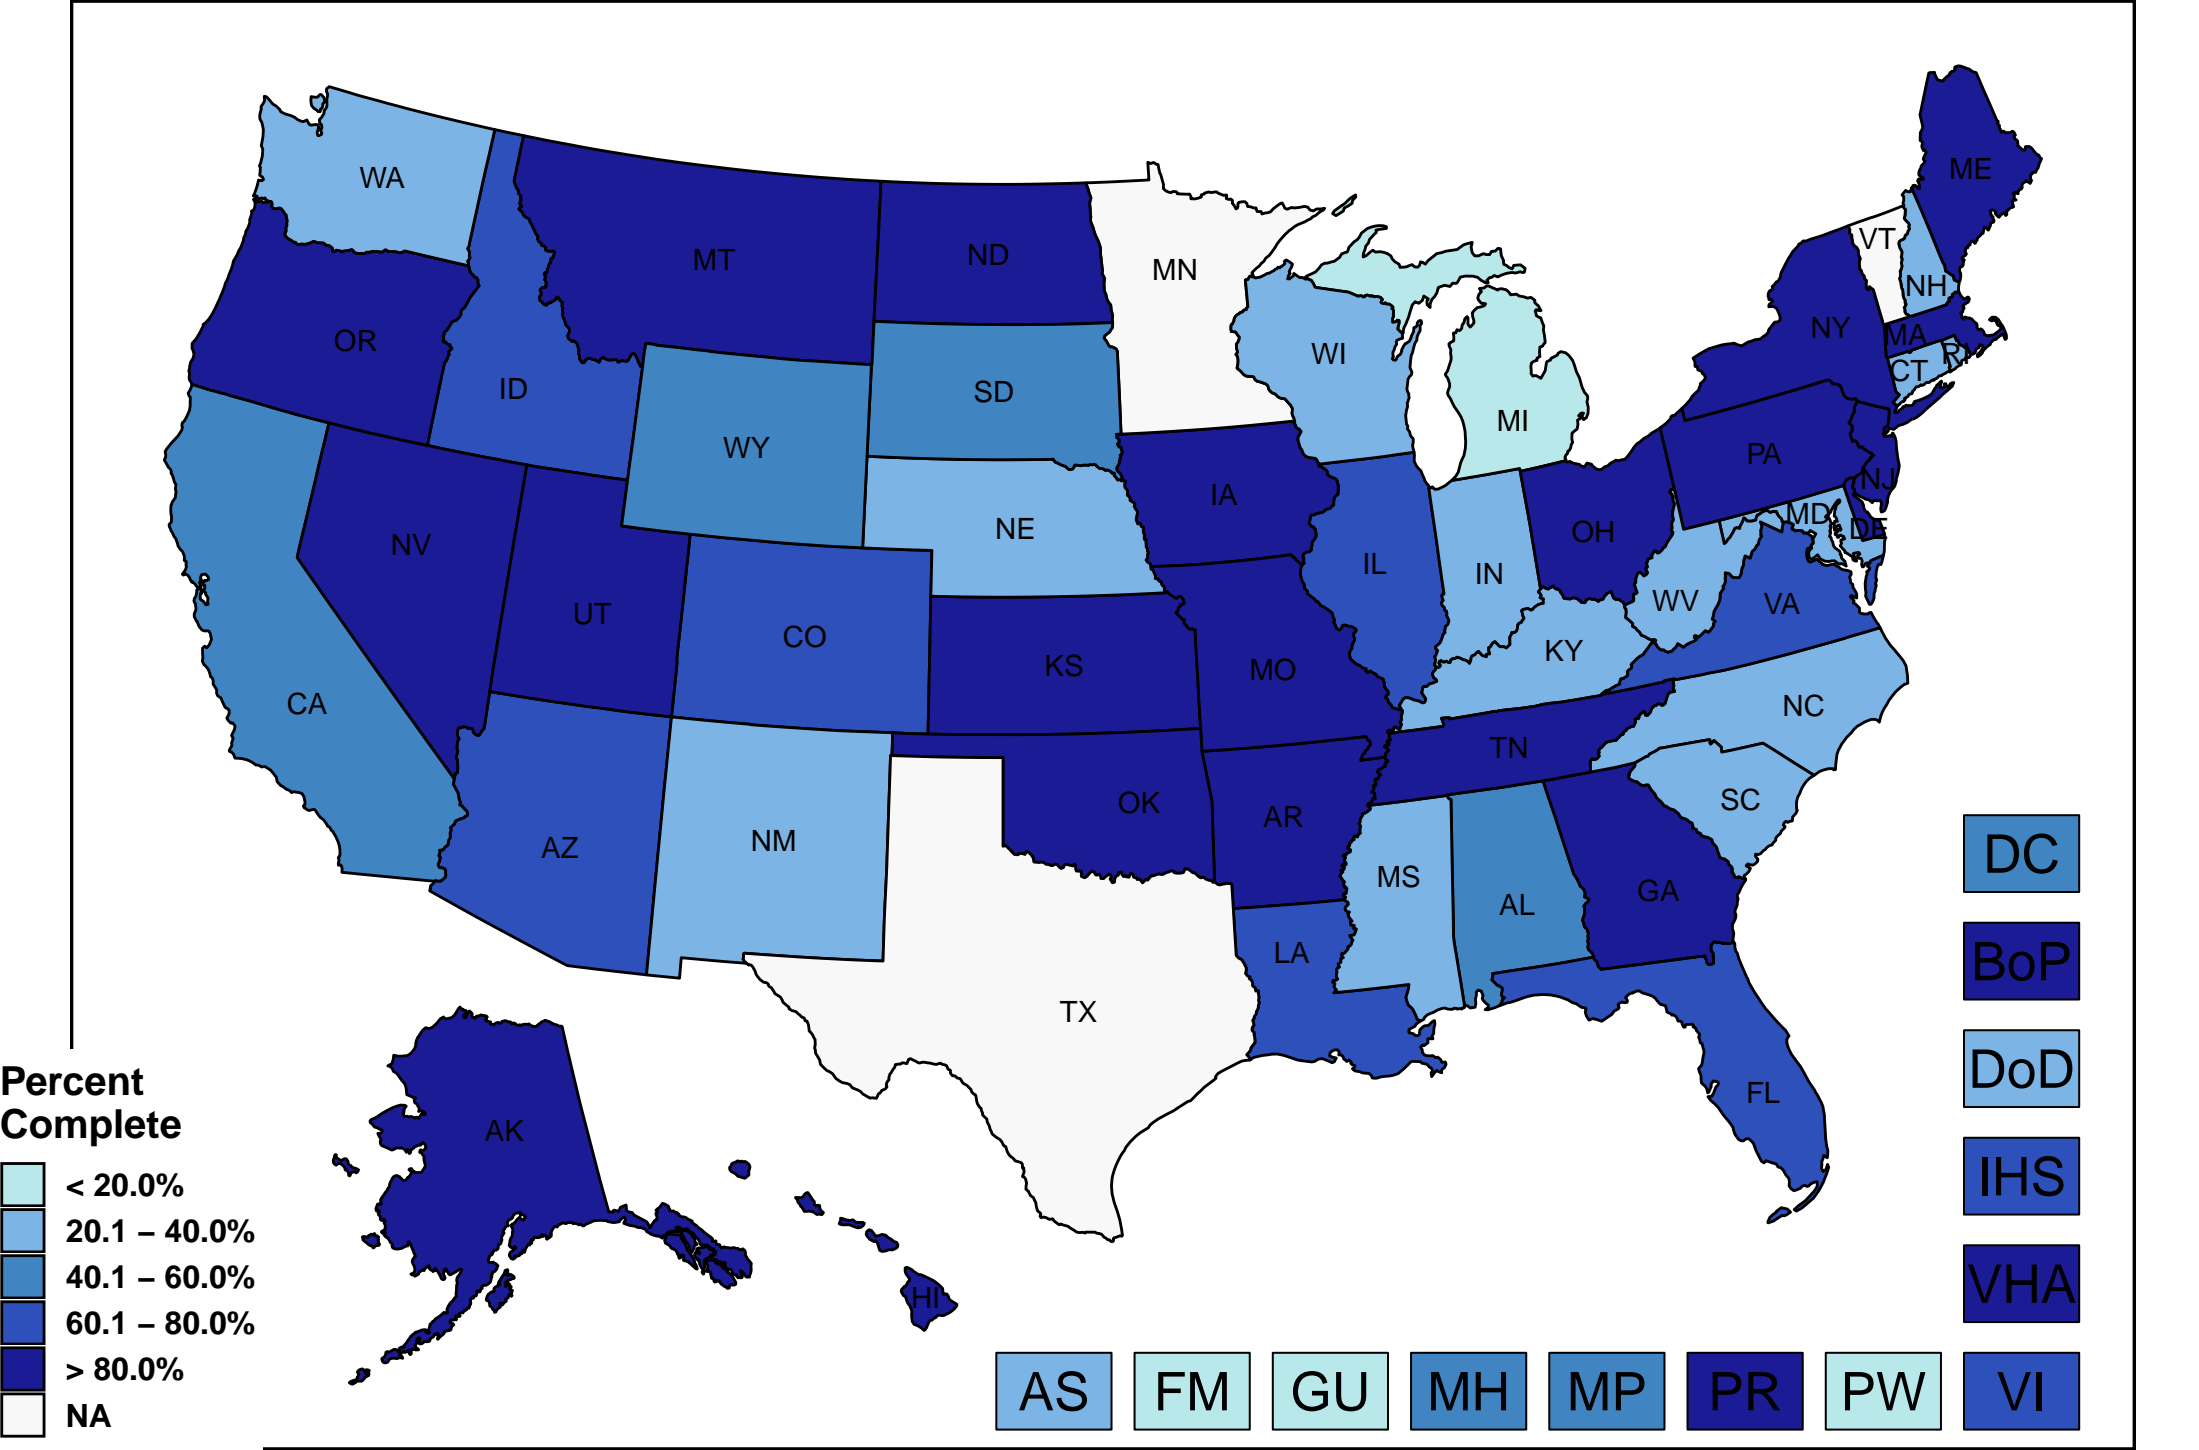 WA
ME
VT
MT
ND
MN
NH
OR
NY
MA
WI
RI
CT
ID
SD
MI
WY
PA
NJ
IA
NE
MD
DE
OH
NV
IL
IN
WV
VA
UT
CO
KY
KS
MO
CA
NC
TN
OK
SC
AR
AZ
NM
DC
MS
GA
AL
LA
BoP
TX
DoD
FL
AK
IHS
VHA
HI
Percent
Complete
< 20.0%
20.1 – 40.0%
40.1 – 60.0%
60.1 – 80.0%
> 80.0%
NA
AS FM GU MH MP PR PW VI